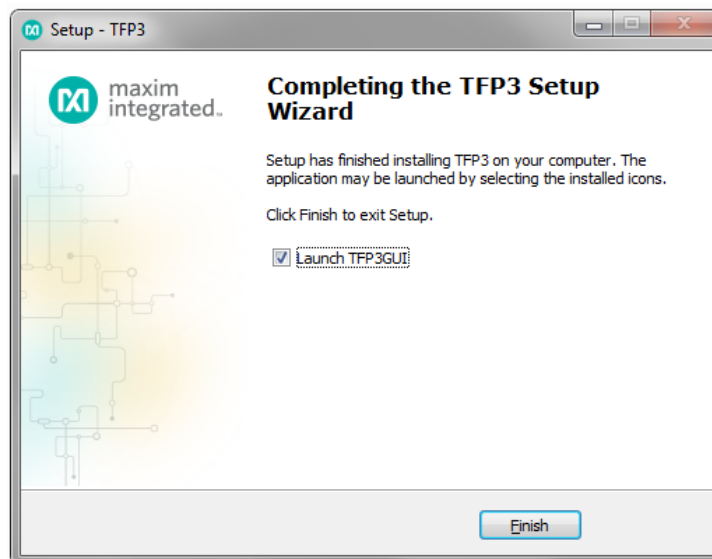 Setup - TFP3
maxim
integrated™
Completing the TFP3 Setup
Wizard
Setup has finished installing TFP3 on your computer. The
application may be launched by selecting the installed icons.
Click Finish to exit Setup.
Launch TFP3GUI
Finish